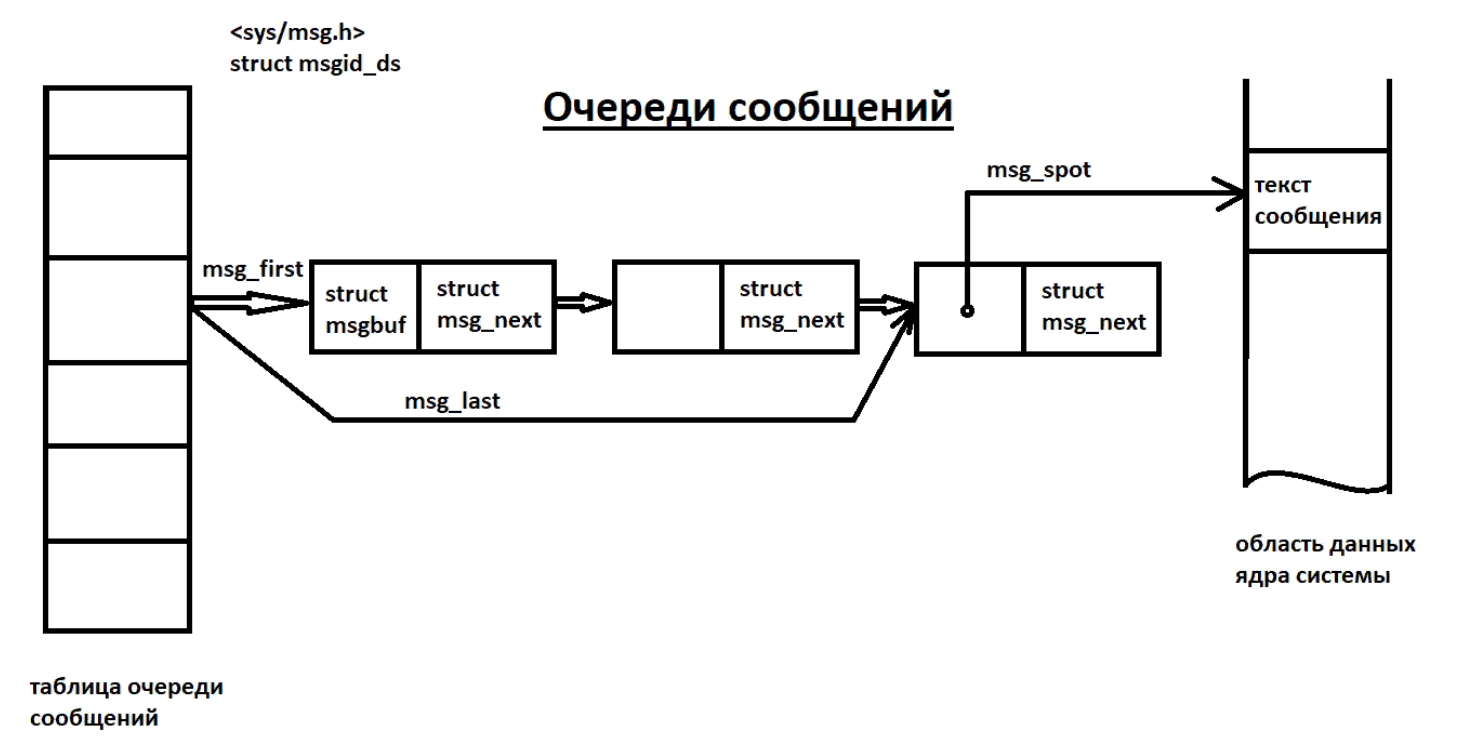 <sys/msg.h>
struct msgid_ds
Очереди сообщений
msg_spot
текст
сообщения
msg_first
struct
msgbuf
struct
msg_next
struct
msg_next
struct
msg_next
msg_last
область данных
ядра системы
таблица очереди
сообщений